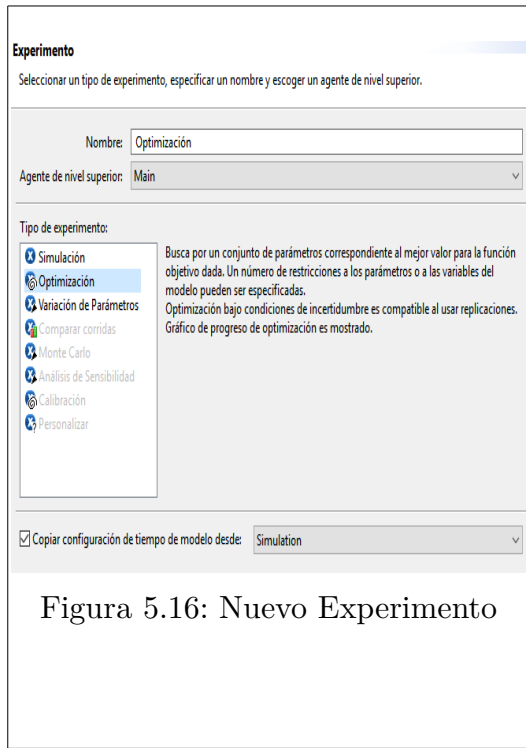 Experimento
Seleccionar un tipo de experimento, especificar un nombre y escoger un agente de nivel superior.
Nombre: Optimización
Agente de nivel superior: Main
Tipo de experimento:
Simulación
Optimización
Variación de Parámetros
Comparar corridas
Monte Carlo
Análisis de Sensibilidad
Calibración
Personalizar
Busca por un conjunto de parámetros correspondiente al mejor valor para la función
objetivo dada. Un número de restricciones a los parámetros o a las variables del
modelo pueden ser especificadas.
Optimización bajo condiciones de incertidumbre es compatible al usar replicaciones.
Gráfico de progreso de optimización es mostrado.
Copiar configuración de tiempo de modelo desde: Simulation
Figura 5.16: Nuevo Experimento